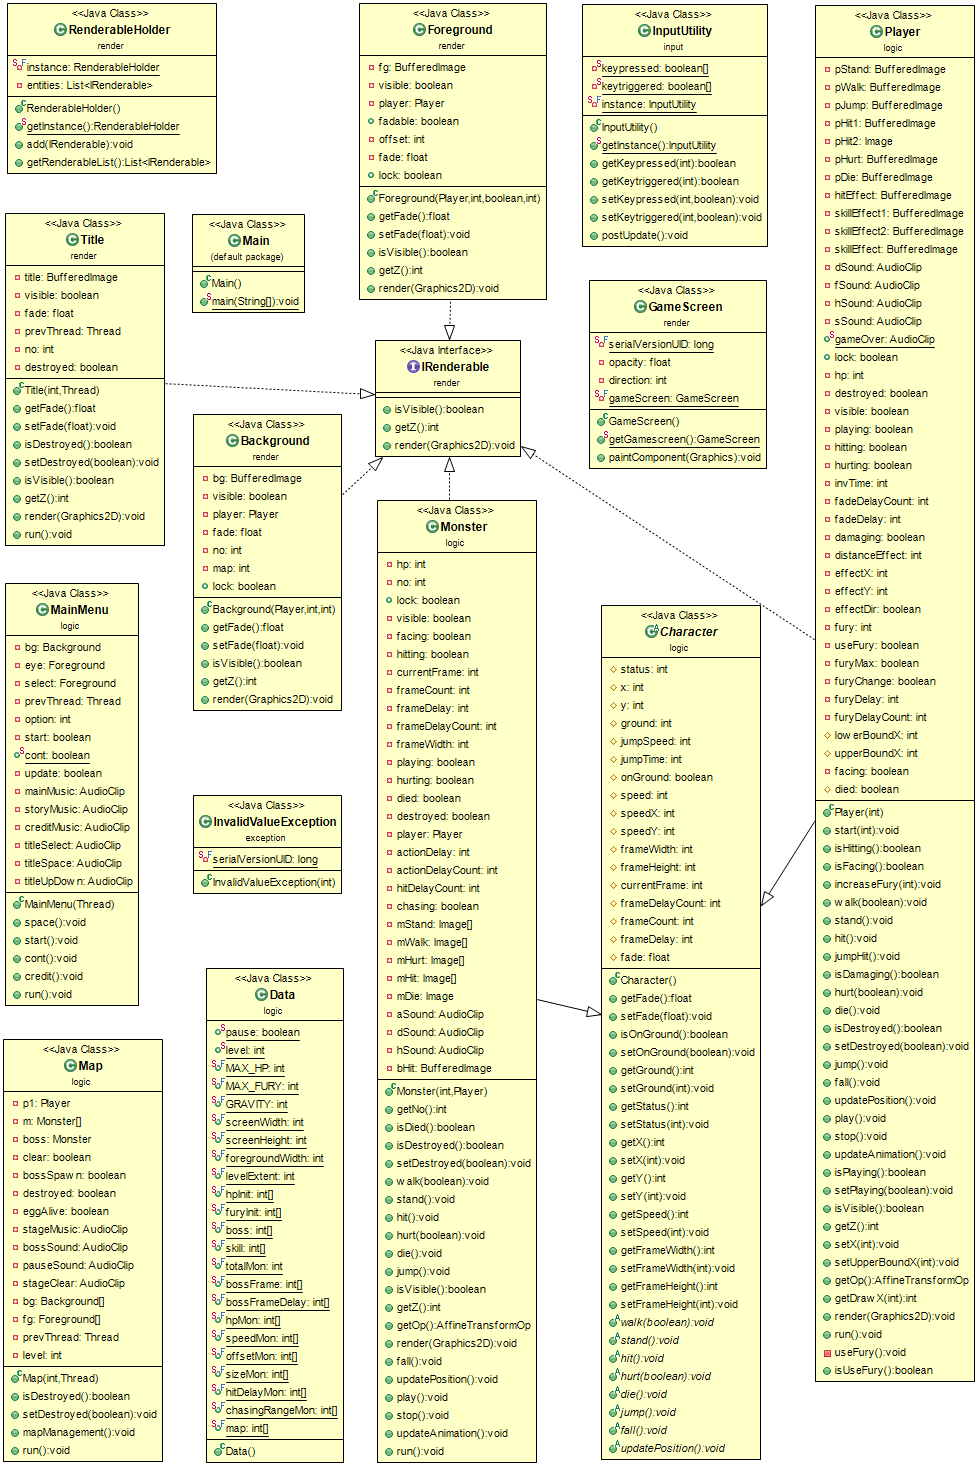 <<Java Class>>
RenderableHolder
render
instance: RenderableHolder
entities: List<IRenderable>
RenderableHolder()
getInstance():RenderableHolder
add(IRenderable):void
getRenderableList():List<IRenderable>
<<Java Class>>
Foreground
render
fg: BufferedImage
visible: boolean
player: Player
fadable: boolean
offset: int
fade: float
lock: boolean
Foreground(Player,int,boolean,int)
getFade():float
setFade(float):void
isVisible():boolean
getZ():int
render(Graphics2D):void
<<Java Class>>
InputUtility
input
keypressed: boolean[]
keytriggered: boolean[]
instance: InputUtility
InputUtility()
getInstance():InputUtility
getKeypressed(int):boolean
getKeytriggered(int):boolean
setKeypressed(int,boolean):void
setKeytriggered(int,boolean):void
postUpdate():void
<<Java Class>>
Player
logic
pStand: BufferedImage
pWalk: BufferedImage
pJump: BufferedImage
pHit1: BufferedImage
pHit2: Image
pHurt: BufferedImage
pDie: BufferedImage
hitEffect: BufferedImage
skillEffect1: BufferedImage
skillEffect2: BufferedImage
skillEffect: BufferedImage
dSound: AudioClip
fSound: AudioClip
hSound: AudioClip
sSound: AudioClip
gameOver: AudioClip
lock: boolean
hp: int
destroyed: boolean
visible: boolean
playing: boolean
hitting: boolean
hurting: boolean
invTime: int
fadeDelayCount: int
fadeDelay: int
damaging: boolean
distanceEffect: int
effectX: int
effectY: int
effectDir: boolean
fury: int
useFury: boolean
furyMax: boolean
furyChange: boolean
furyDelay: int
furyDelayCount: int
lowerBoundX: int
upperBoundX: int
facing: boolean
died: boolean
Player(int)
start(int):void
isHitting():boolean
isFacing():boolean
increaseFury(int):void
walk(boolean):void
stand():void
hit():void
jumpHit():void
isDamaging():boolean
hurt(boolean):void
die():void
isDestroyed():boolean
setDestroyed(boolean):void
jump():void
fall():void
updatePosition():void
play():void
stop():void
updateAnimation():void
isPlaying():boolean
setPlaying(boolean):void
isVisible():boolean
getZ():int
setX(int):void
setUpperBoundX(int):void
getOp():AffineTransformOp
getDrawX(int):int
render(Graphics2D):void
run():void
useFury():void
isUseFury():boolean
<<Java Class>>
Title
render
title: BufferedImage
visible: boolean
fade: float
prevThread: Thread
no: int
destroyed: boolean
Title(int,Thread)
getFade():float
setFade(float):void
isDestroyed():boolean
setDestroyed(boolean):void
isVisible():boolean
getZ():int
render(Graphics2D):void
run():void
<<Java Class>>
Main
(default package)
Main()
main(String[]):void
<<Java Interface>>
IRenderable
render
isVisible():boolean
getZ():int
render(Graphics2D):void
<<Java Class>>
GameScreen
render
serialVersionUID: long
opacity: float
direction: int
gameScreen: GameScreen
GameScreen()
getGamescreen():GameScreen
paintComponent(Graphics):void
<<Java Class>>
Background
render
bg: BufferedImage
visible: boolean
player: Player
fade: float
no: int
map: int
lock: boolean
Background(Player,int,int)
getFade():float
setFade(float):void
isVisible():boolean
getZ():int
render(Graphics2D):void
<<Java Class>>
Monster
logic
hp: int
no: int
lock: boolean
visible: boolean
facing: boolean
hitting: boolean
currentFrame: int
frameCount: int
frameDelay: int
frameDelayCount: int
frameWidth: int
playing: boolean
hurting: boolean
died: boolean
destroyed: boolean
player: Player
actionDelay: int
actionDelayCount: int
hitDelayCount: int
chasing: boolean
mStand: Image[]
mWalk: Image[]
mHurt: Image[]
mHit: Image[]
mDie: Image
aSound: AudioClip
dSound: AudioClip
hSound: AudioClip
bHit: BufferedImage
Monster(int,Player)
getNo():int
isDied():boolean
isDestroyed():boolean
setDestroyed(boolean):void
walk(boolean):void
stand():void
hit():void
hurt(boolean):void
die():void
jump():void
isVisible():boolean
getZ():int
getOp():AffineTransformOp
render(Graphics2D):void
fall():void
updatePosition():void
play():void
stop():void
updateAnimation():void
run():void
<<Java Class>>
MainMenu
logic
bg: Background
eye: Foreground
select: Foreground
prevThread: Thread
option: int
start: boolean
cont: boolean
update: boolean
mainMusic: AudioClip
storyMusic: AudioClip
creditMusic: AudioClip
titleSelect: AudioClip
titleSpace: AudioClip
titleUpDown: AudioClip
MainMenu(Thread)
space():void
start():void
cont():void
credit():void
run():void
<<Java Class>>
Character
logic
status: int
x: int
y: int
ground: int
jumpSpeed: int
jumpTime: int
onGround: boolean
speed: int
speedX: int
speedY: int
frameWidth: int
frameHeight: int
currentFrame: int
frameDelayCount: int
frameCount: int
frameDelay: int
fade: float
Character()
getFade():float
setFade(float):void
isOnGround():boolean
setOnGround(boolean):void
getGround():int
setGround(int):void
getStatus():int
setStatus(int):void
getX():int
setX(int):void
getY():int
setY(int):void
getSpeed():int
setSpeed(int):void
getFrameWidth():int
setFrameWidth(int):void
getFrameHeight():int
setFrameHeight(int):void
walk(boolean):void
stand():void
hit():void
hurt(boolean):void
die():void
jump():void
fall():void
updatePosition():void
<<Java Class>>
InvalidValueException
exception
serialVersionUID: long
InvalidValueException(int)
<<Java Class>>
Data
logic
pause: boolean
level: int
MAX_HP: int
MAX_FURY: int
GRAVITY: int
screenWidth: int
screenHeight: int
foregroundWidth: int
levelExtent: int
hpInit: int[]
furyInit: int[]
boss: int[]
skill: int[]
totalMon: int
bossFrame: int[]
bossFrameDelay: int[]
hpMon: int[]
speedMon: int[]
offsetMon: int[]
sizeMon: int[]
hitDelayMon: int[]
chasingRangeMon: int[]
map: int[]
Data()
<<Java Class>>
Map
logic
p1: Player
m: Monster[]
boss: Monster
clear: boolean
bossSpawn: boolean
destroyed: boolean
eggAlive: boolean
stageMusic: AudioClip
bossSound: AudioClip
pauseSound: AudioClip
stageClear: AudioClip
bg: Background[]
fg: Foreground[]
prevThread: Thread
level: int
Map(int,Thread)
isDestroyed():boolean
setDestroyed(boolean):void
mapManagement():void
run():void